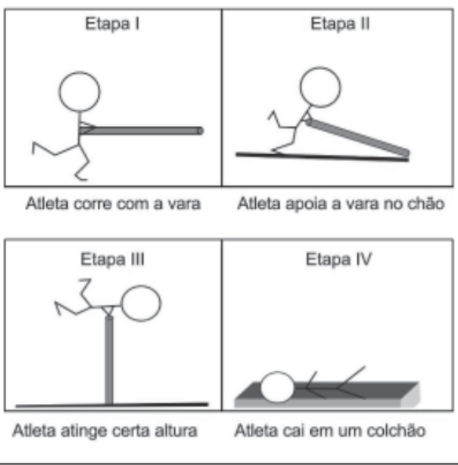 Etapa I
Etapa II
Atleta corre com a vara
Atleta apoia a vara no chão
Etapa III
Etapa IV
Atleta atinge certa altura
Atleta cai em um colchão